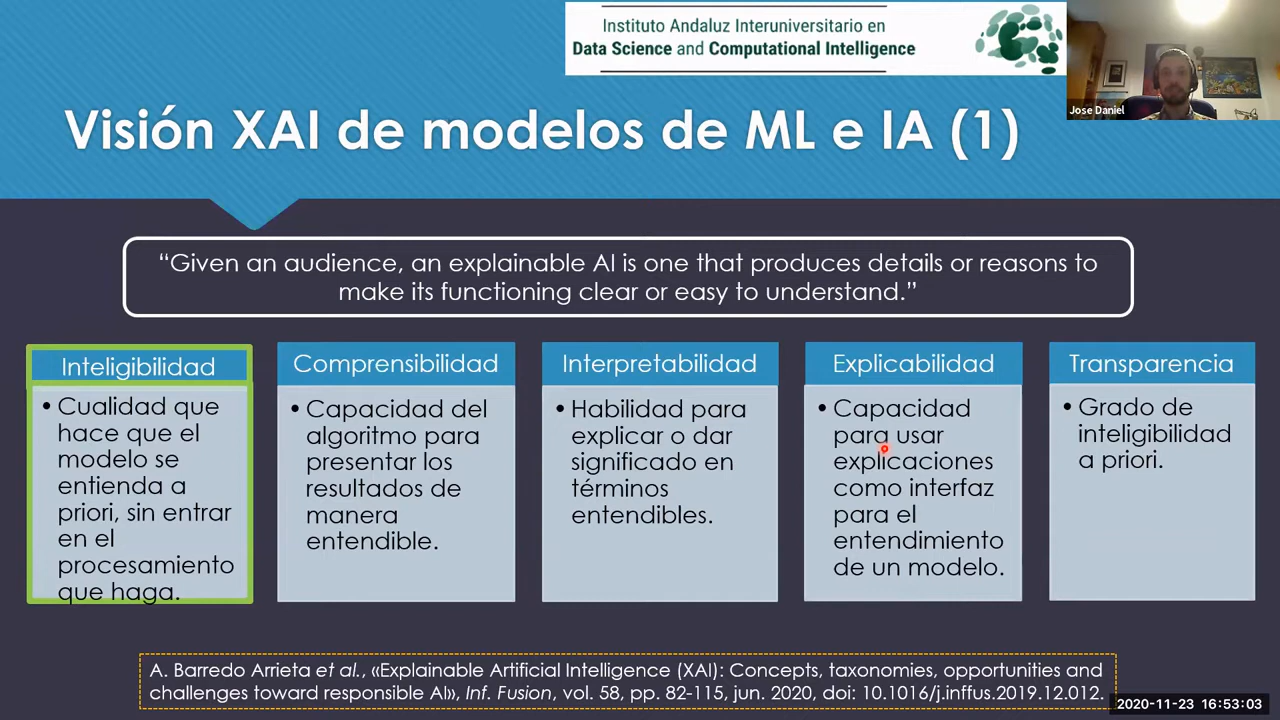 Instituto Andaluz Interuniversitario en
Data Science and Computational Intelligence
Jose Daniel
Visión XAI de modelos de ML e IA (1)
“Given an audience, an explainable AI is one that produces details or reasons to
make its functioning clear or easy to understand.”
Inteligibilidad
• Cualidad que
hace que el
modelo se
entienda a
priori, sin entrar
en el
procesamiento
que haga.
Comprensibilidad
• Capacidad del
algoritmo para
presentar los
resultados de
manera
entendible.
Interpretabilidad
• Habilidad para
explicar o dar
significado en
términos
entendibles.
Explicabilidad
• Capacidad
para usar
explicaciones
como interfaz
para el
entendimiento
de un modelo.
Transparencia
• Grado de
inteligibilidad
a priori.
A. Barredo Arrieta et al., «Explainable Artificial Intelligence (XAI): Concepts, taxonomies, opportunities and
challenges toward responsible AI», Inf. Fusion, vol. 58, pp. 82-115, jun. 2020, doi: 10.1016/j.inffus.2019.12.012.
2020-11-23 16:53:03